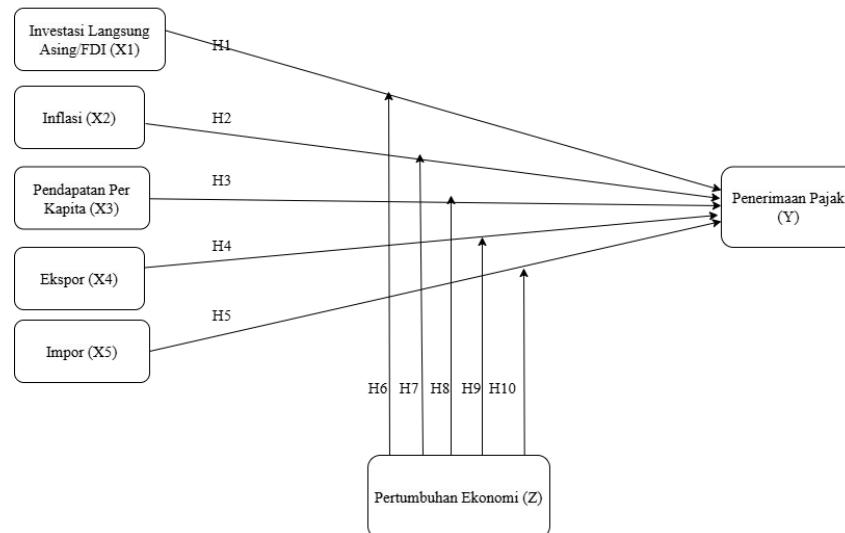 Investasi Langsung
Asing/FDI (X1)
H1
Inflasi (X2)
H2
Pendapatan Per
Kapita (X3)
H3
Penerimaan Pajak
(Y)
Ekspor (X4)
H4
Impor (X5)
H5
H6
H7
H8
H9
H10
Pertumbuhan Ekonomi (Z)